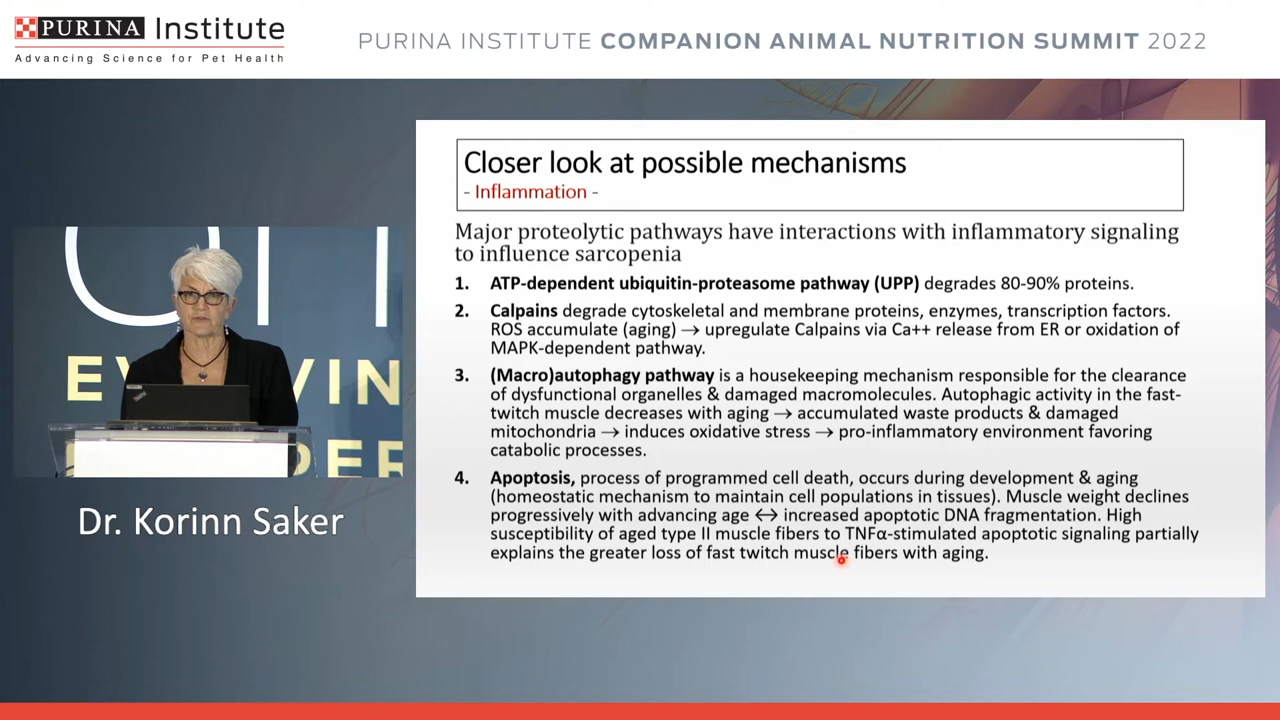 PURINA Institute
Advancing Science for Pet Health
PURINA INSTITUTE COMPANION ANIMAL NUTRITION SUMMIT 2022
Closer look at possible mechanisms
- Inflammation -
Major proteolytic pathways have interactions with inflammatory signaling
to influence sarcopenia
1. ATP-dependent ubiquitin-proteasome pathway (UPP) degrades 80-90% proteins.
2. Calpains degrade cytoskeletal and membrane proteins, enzymes, transcription factors.
ROS accumulate (aging) → upregulate Calpains via Ca++ release from ER or oxidation of
MAPK-dependent pathway.
3. (Macro)autophagy pathway is a housekeeping mechanism responsible for the clearance
of dysfunctional organelles & damaged macromolecules. Autophagic activity in the fast-
twitch muscle decreases with aging → accumulated waste products & damaged
mitochondria → induces oxidative stress → pro-inflammatory environment favoring
catabolic processes.
4. Apoptosis, process of programmed cell death, occurs during development & aging
(homeostatic mechanism to maintain cell populations in tissues). Muscle weight declines
progressively with advancing age ↔ increased apoptotic DNA fragmentation. High
susceptibility of aged type II muscle fibers to TNFα-stimulated apoptotic signaling partially
explains the greater loss of fast twitch muscle fibers with aging.
EV VIN
DER
Dr. Korinn Saker